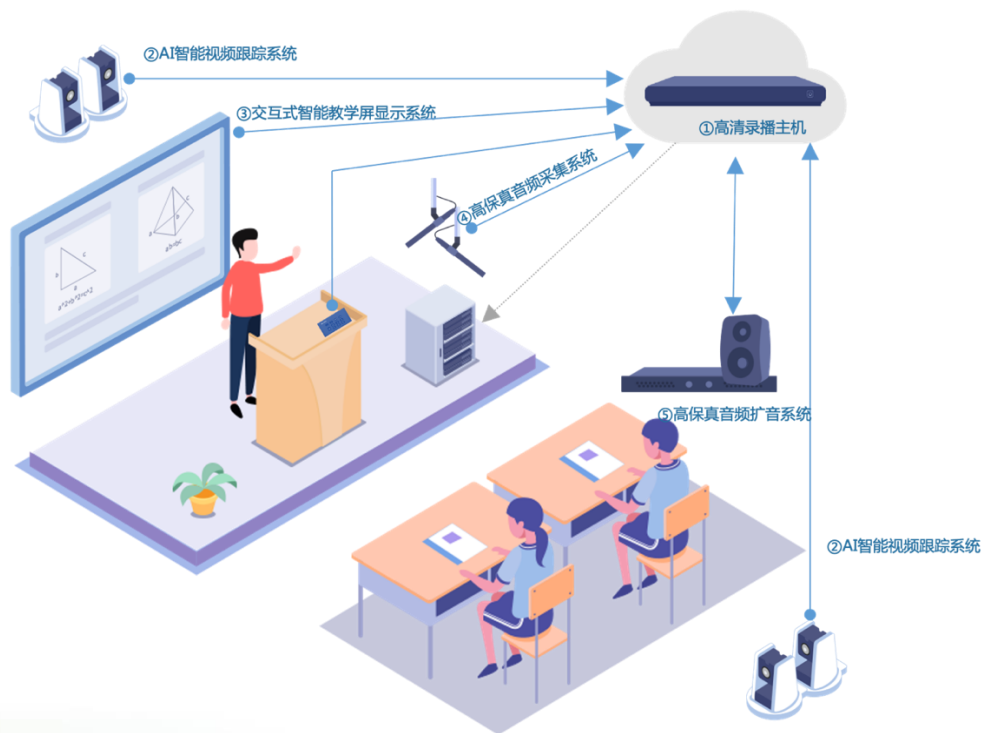 ②AI智能视频跟踪系统
③交互式智能教学屏显示系统
①高清录播主机
④高保真音频采集系统
⑤高保真音频扩音系统
②AI智能视频跟踪系统